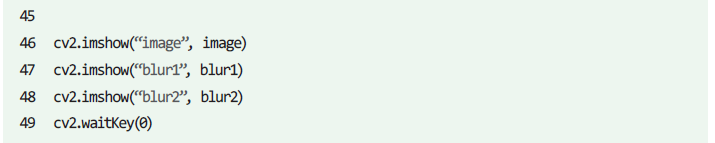 45
46 cv2.imshow(“image”, image)
47 cv2.imshow(“blur1”, blur1)
48 cv2.imshow(“blur2”, blur2)
49 cv2.waitKey(0)